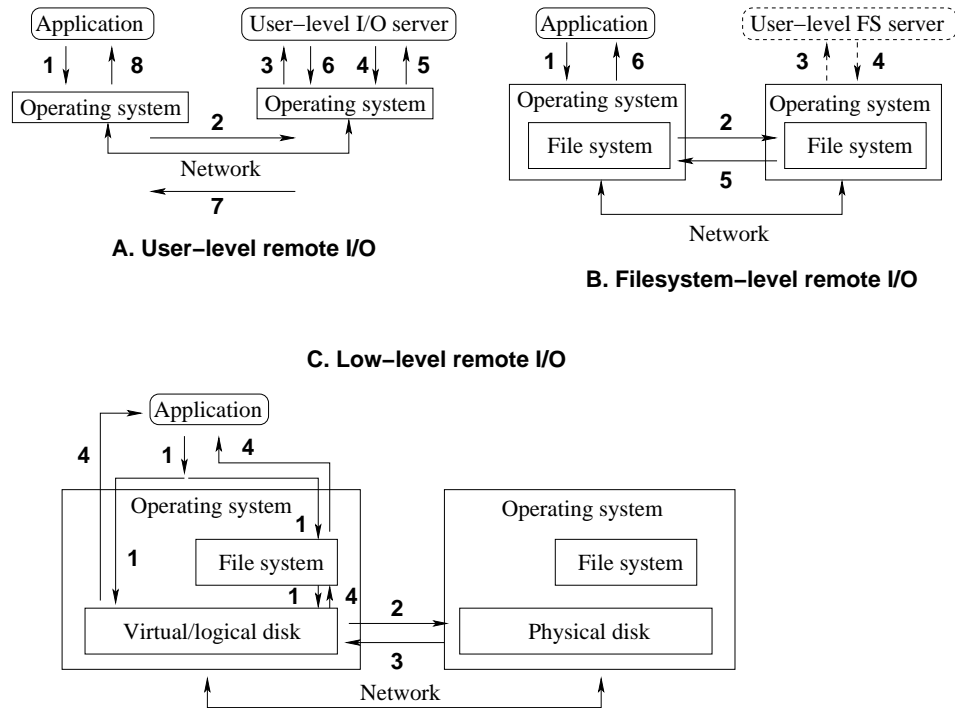 Application
User–level I/O server
1
8
3
6
4
5
Operating system
Operating system
2
Network
7
A. User–level remote I/O
Application
User–level FS server
1
6
3
4
Operating system
Operating system
2
File system
File system
5
Network
B. Filesystem–level remote I/O
C. Low–level remote I/O
Application
4
1
4
Operating system
Operating system
1
1
File system
File system
1
4
2
Virtual/logical disk
Physical disk
3
Network